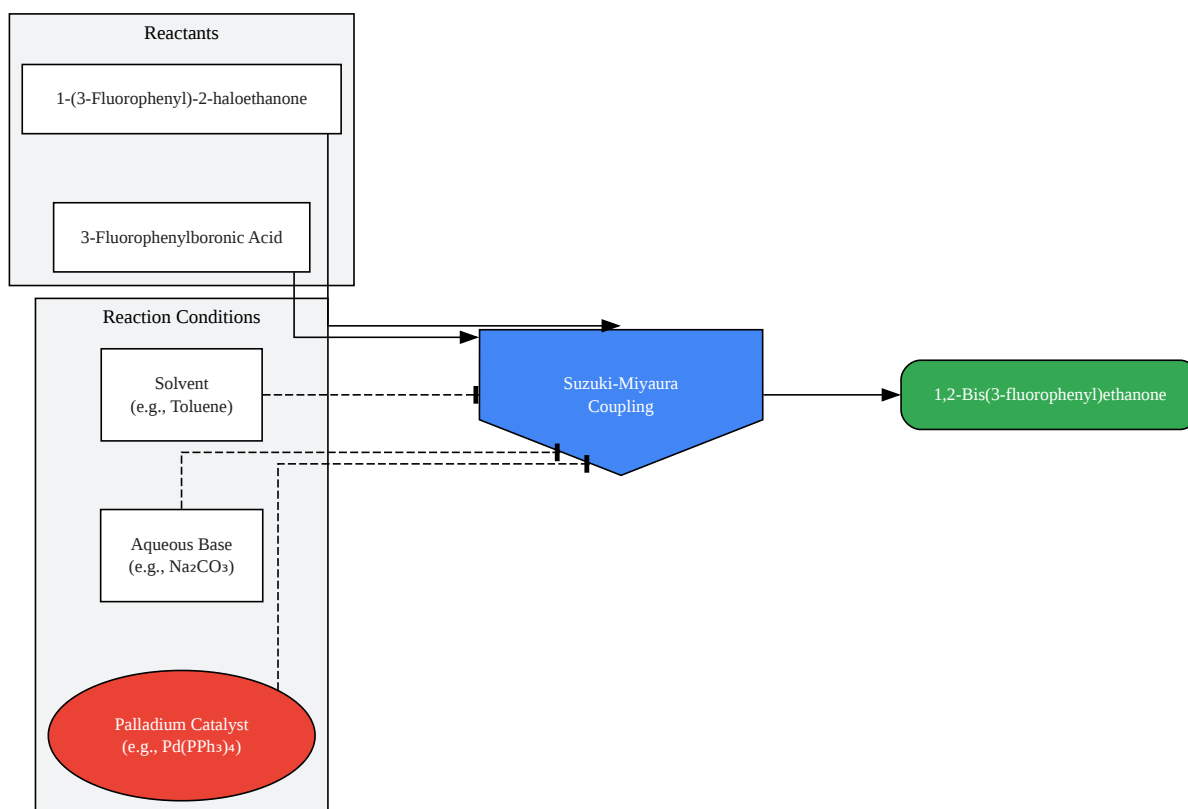 Reactants
1-(3-Fluorophenyl)-2-haloethanone
3-Fluorophenylboronic Acid
Reaction Conditions
Solvent
(e.g., Toluene)
Aqueous Base
(e.g., Na₂CO₃)
Palladium Catalyst
(e.g., Pd(PPh₃)₄)
Suzuki-Miyaura
Coupling
1,2-Bis(3-fluorophenyl)ethanone